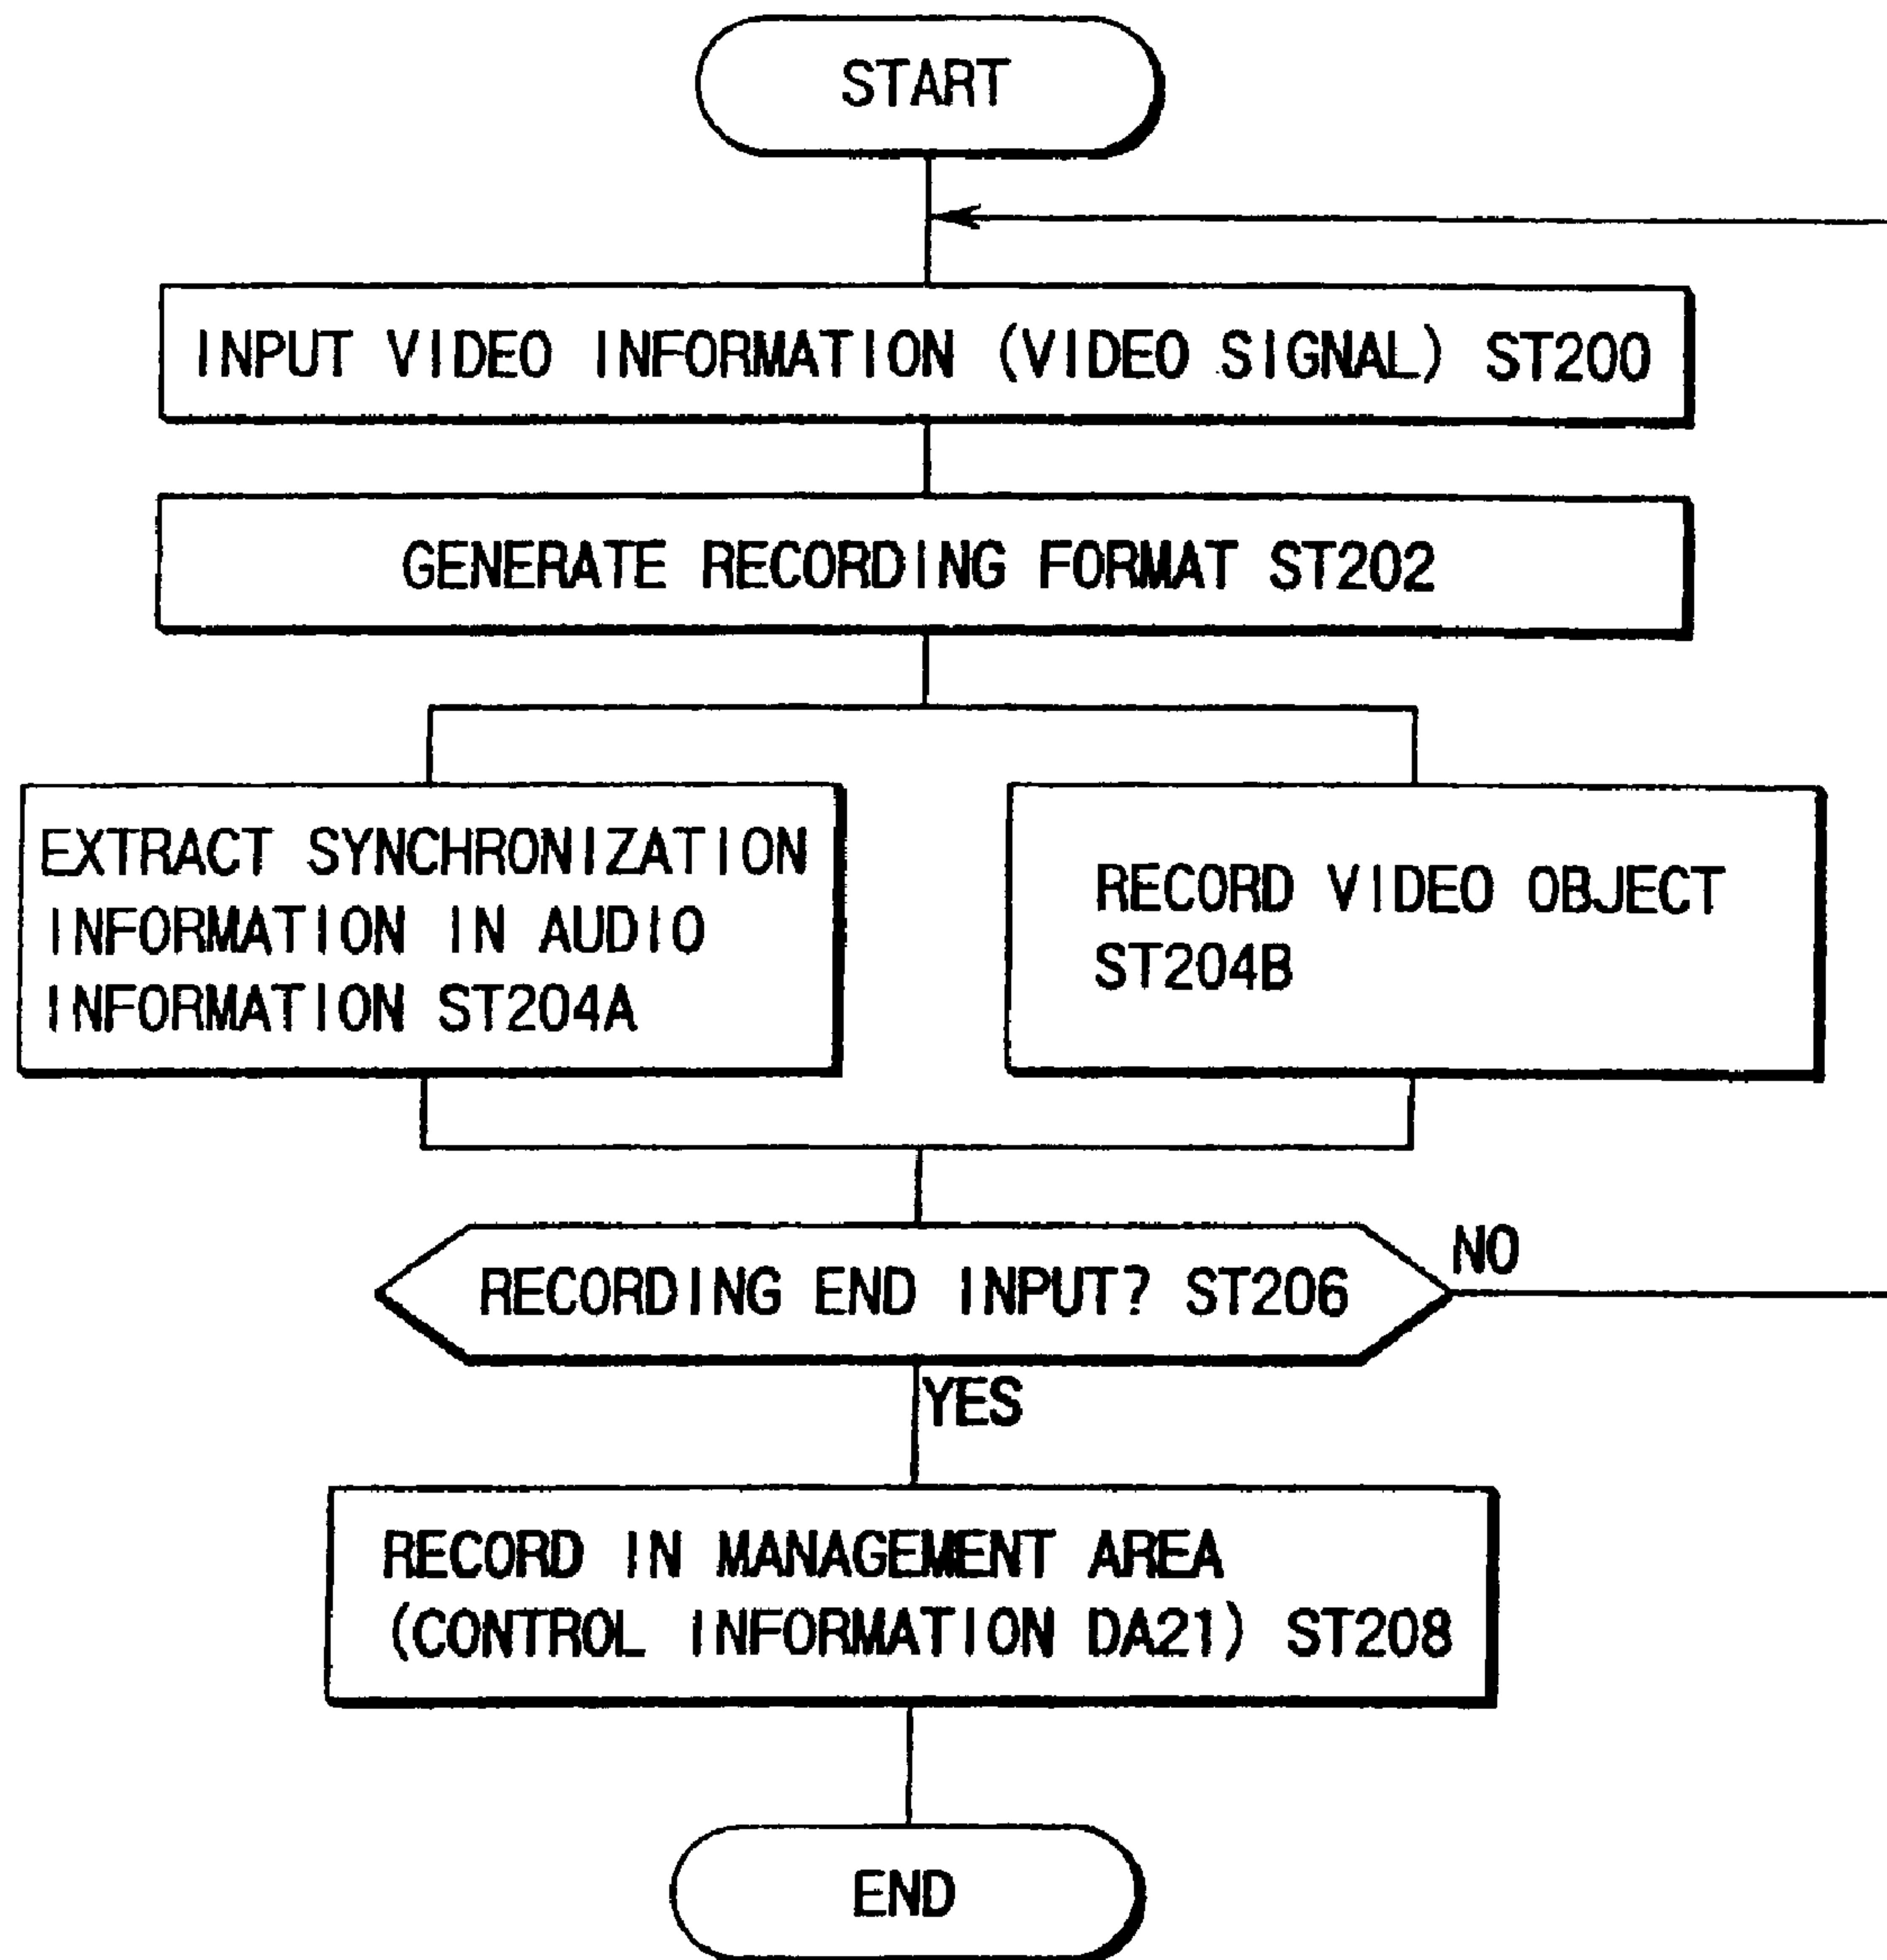 START
INPUT VIDEO INFORMATION (VIDEO SIGNAL) ST200
GENERATE RECORDING FORMAT ST202
EXTRACT SYNCHRONIZATION
INFORMATION IN AUDIO
INFORMATION ST204A
RECORD VIDEO OBJECT
ST204B
RECORDING END INPUT? ST206
NO
YES
RECORD IN MANAGEMENT AREA
(CONTROL INFORMATION DA21) ST208
END